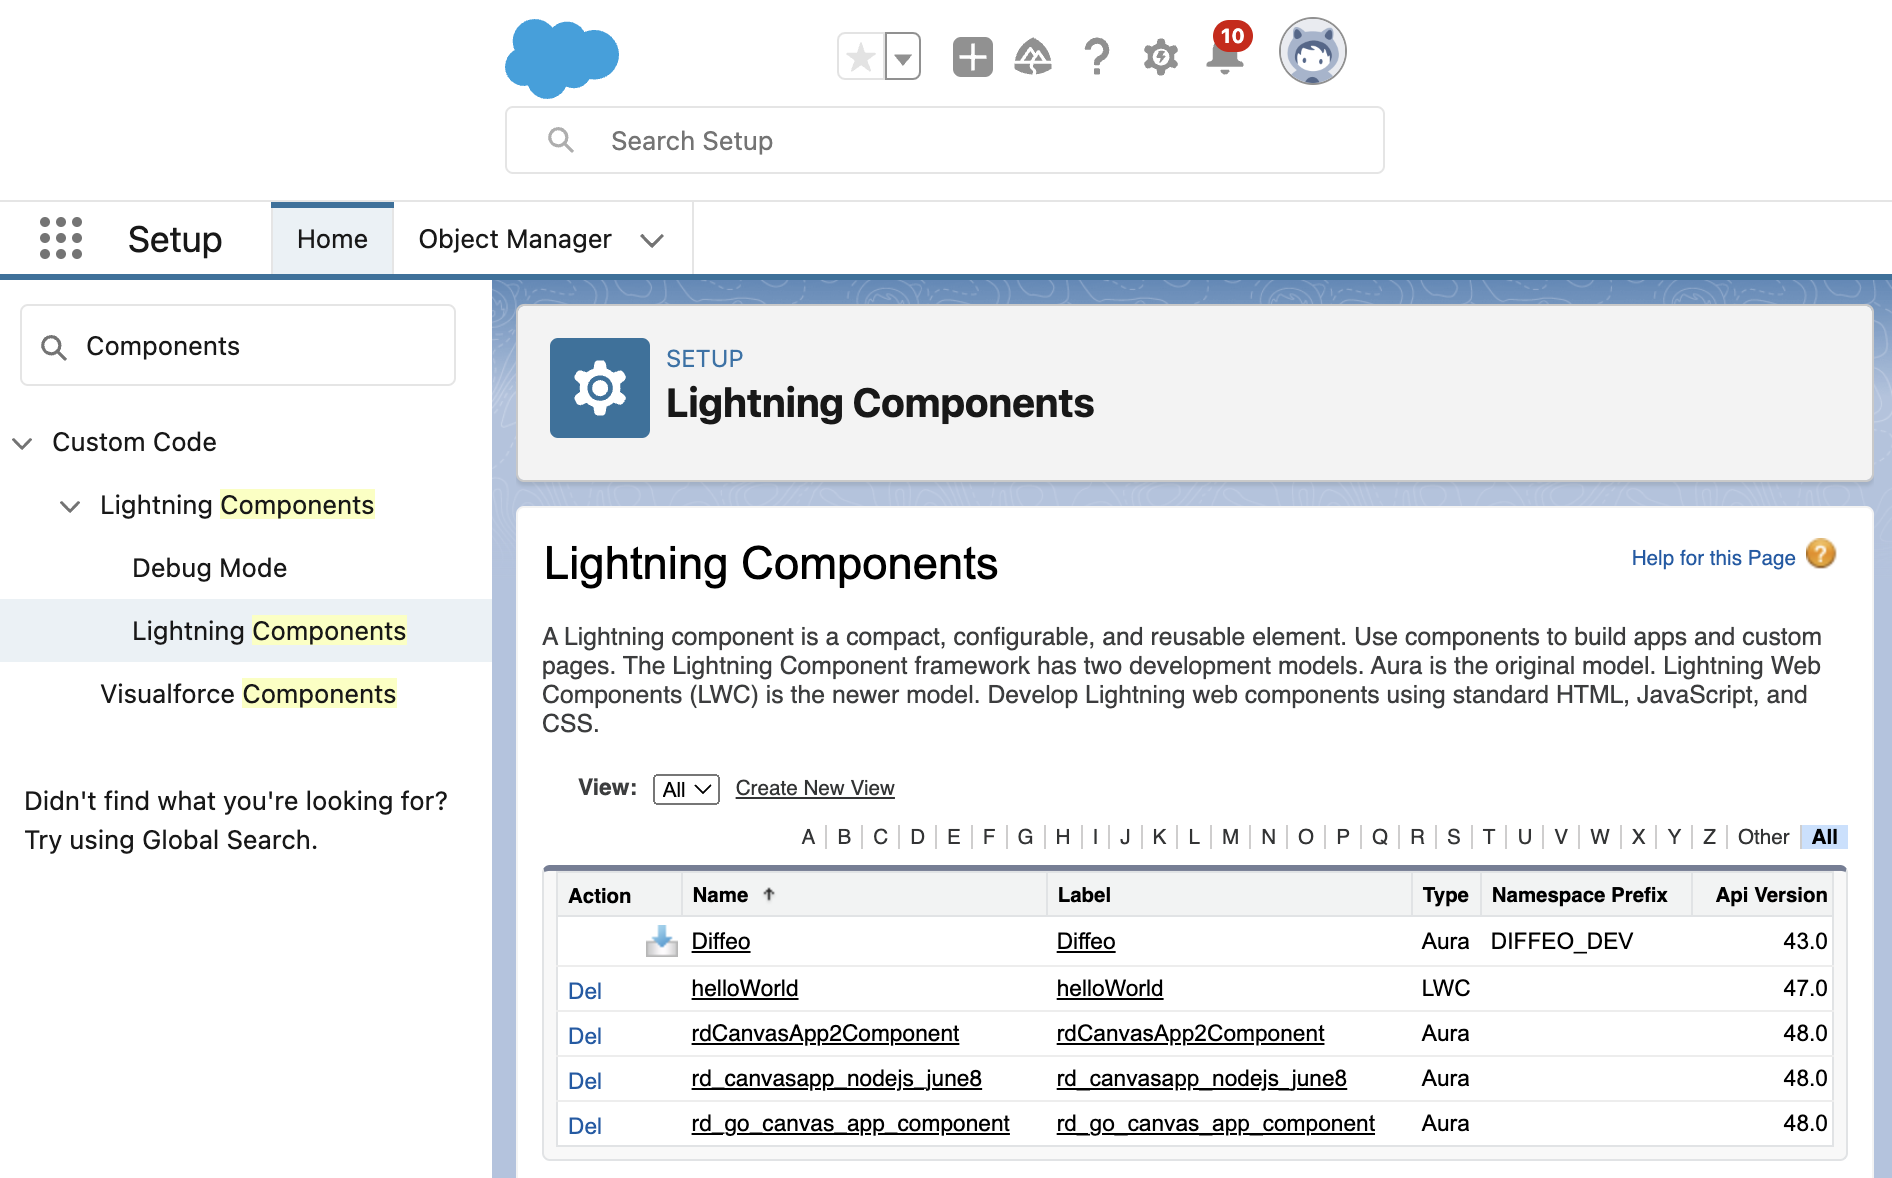 10
Search Setup
Setup
Home
Object Manager
Components
Custom Code
Lightning Components
Debug Mode
Lightning Components
Visualforce Components
Didn't find what you're looking for?
Try using Global Search.
SETUP
Lightning Components
Lightning Components
Help for this Page ?
A Lightning component is a compact, configurable, and reusable element. Use components to build apps and custom
pages. The Lightning Component framework has two development models. Aura is the original model. Lightning Web
Components (LWC) is the newer model. Develop Lightning web components using standard HTML, JavaScript, and
CSS.
View: All Create New View
A | B | C | D | E | F | G | H | I | J | K | L | M | N | O | P | Q | R | S | T | U | V | W | X | Y | Z | Other | All
Action Name ↑ Label Type Namespace Prefix Api Version
Diffeo Diffeo Aura DIFFEO_DEV 43.0
Del helloWorld helloWorld LWC 47.0
Del rdCanvasApp2Component rdCanvasApp2Component Aura 48.0
Del rd_canvasapp_nodejs_june8 rd_canvasapp_nodejs_june8 Aura 48.0
Del rd_go_canvas_app_component rd_go_canvas_app_component Aura 48.0